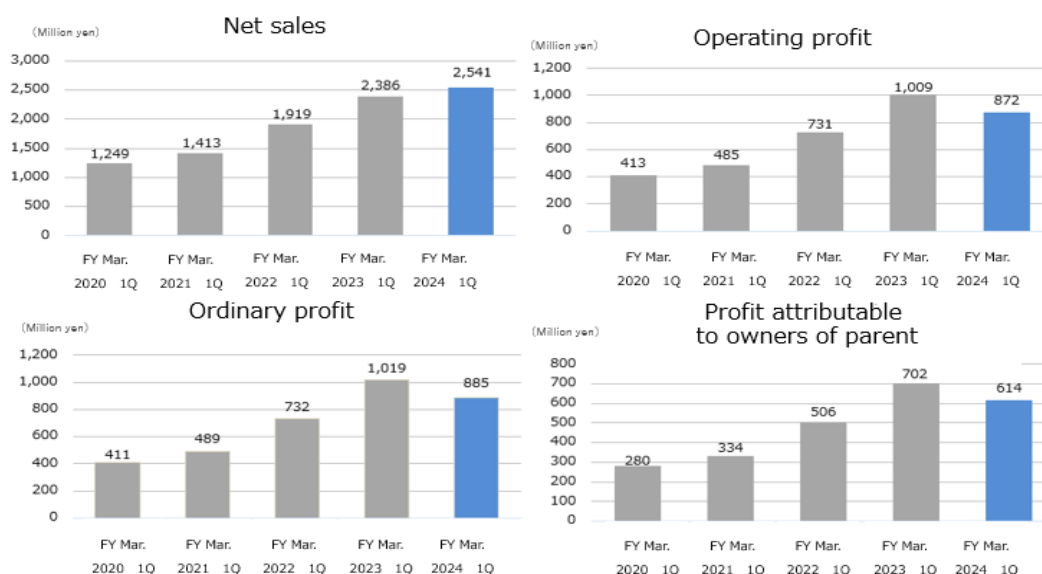 Net sales
(Million yen)
3,000
2,500
2,000
1,500
1,000
500
0
1,249
1,413
1,919
2,386
2,541
FY Mar. FY Mar. FY Mar. FY Mar. FY Mar.
2020 1Q 2021 1Q 2022 1Q 2023 1Q 2024 1Q
Operating profit
(Million yen)
1,200
1,000
800
600
400
200
0
413
485
731
1,009
872
FY Mar. FY Mar. FY Mar. FY Mar. FY Mar.
2020 1Q 2021 1Q 2022 1Q 2023 1Q 2024 1Q
Ordinary profit
(Million yen)
1,200
1,000
800
600
400
200
0
411
489
732
1,019
885
FY Mar. FY Mar. FY Mar. FY Mar. FY Mar.
2020 1Q 2021 1Q 2022 1Q 2023 1Q 2024 1Q
Profit attributable
to owners of parent
(Million yen)
800
700
600
500
400
300
200
100
0
280
334
506
702
614
FY Mar. FY Mar. FY Mar. FY Mar. FY Mar.
2020 1Q 2021 1Q 2022 1Q 2023 1Q 2024 1Q